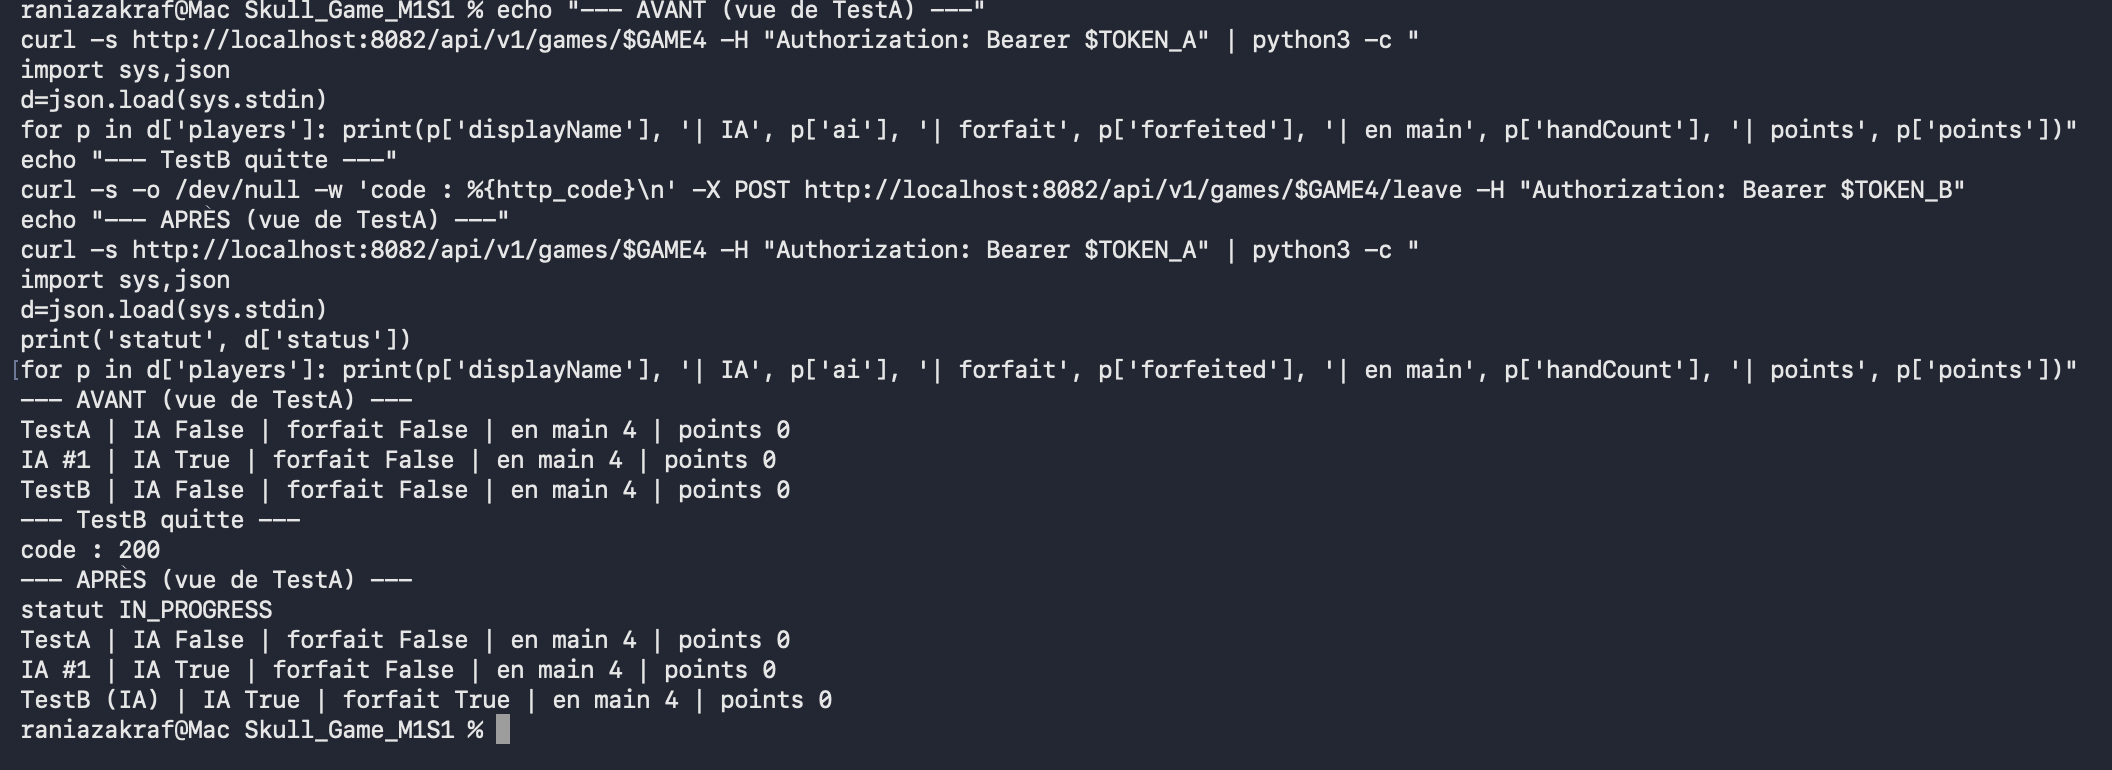 raniazakraf@Mac Skull_Game_M1S1 % echo "--- AVANT (vue de TestA) ---"
curl -s http://localhost:8082/api/v1/games/$GAME4 -H "Authorization: Bearer $TOKEN_A" | python3 -c "
import sys,json
d=json.load(sys.stdin)
for p in d['players']: print(p['displayName'], '| IA', p['ai'], '| forfait', p['forfeited'], '| en main', p['handCount'], '| points', p['points'])"
echo "--- TestB quitte ---"
curl -s -o /dev/null -w 'code : %{http_code}\n' -X POST http://localhost:8082/api/v1/games/$GAME4/leave -H "Authorization: Bearer $TOKEN_B"
echo "--- APRÈS (vue de TestA) ---"
curl -s http://localhost:8082/api/v1/games/$GAME4 -H "Authorization: Bearer $TOKEN_A" | python3 -c "
import sys,json
d=json.load(sys.stdin)
print('statut', d['status'])
[for p in d['players']: print(p['displayName'], '| IA', p['ai'], '| forfait', p['forfeited'], '| en main', p['handCount'], '| points', p['points'])"
--- AVANT (vue de TestA) ---
TestA | IA False | forfait False | en main 4 | points 0
IA #1 | IA True | forfait False | en main 4 | points 0
TestB | IA False | forfait False | en main 4 | points 0
--- TestB quitte ---
code : 200
--- APRÈS (vue de TestA) ---
statut IN_PROGRESS
TestA | IA False | forfait False | en main 4 | points 0
IA #1 | IA True | forfait False | en main 4 | points 0
TestB (IA) | IA True | forfait True | en main 4 | points 0
raniazakraf@Mac Skull_Game_M1S1 %